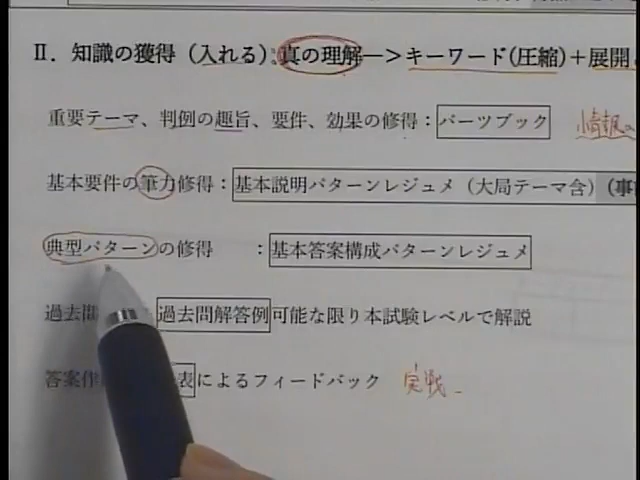 Ⅱ．知識の獲得（入れる）：真の理解―＞キーワード（圧縮）＋展開
重要テーマ、判例の趣旨、要件、効果の修得：パーツブック 情報
基本要件の筆力修得：基本説明パターンレジュメ（大局テーマ含）（事
典型パターンの修得　：基本答案構成パターンレジュメ
過去問 過去問解答例可能な限り本試験レベルで解説
答案作 表によるフィードバック 実戦